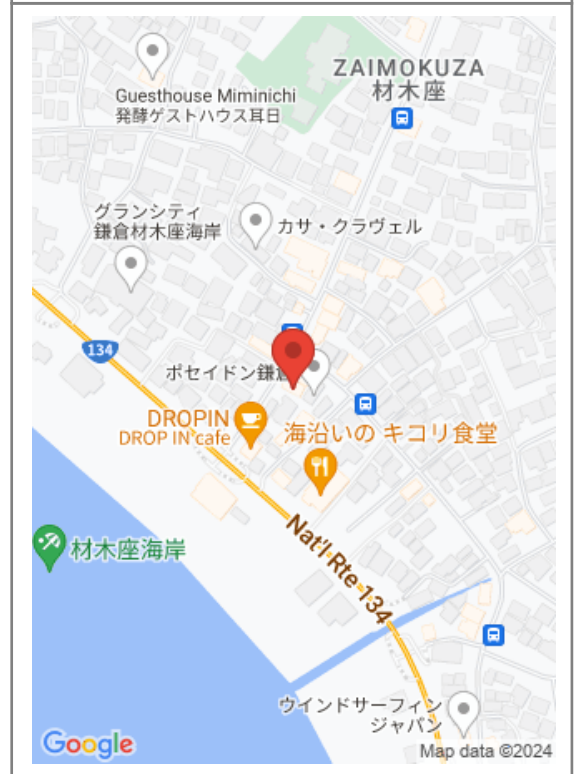 ZAIMOKUZA
材木座
Guesthouse Miminichi
発酵ゲストハウス耳日
グランシティ
鎌倉材木座海岸
カサ・クラヴェル
134
ポセイドン鎌倉
DROPIN
DROP IN cafe
海沿いの キコリ食堂
Nat'l Rte 134
材木座海岸
ウインドサーフィン
ジャパン
Google
Map data ©2024